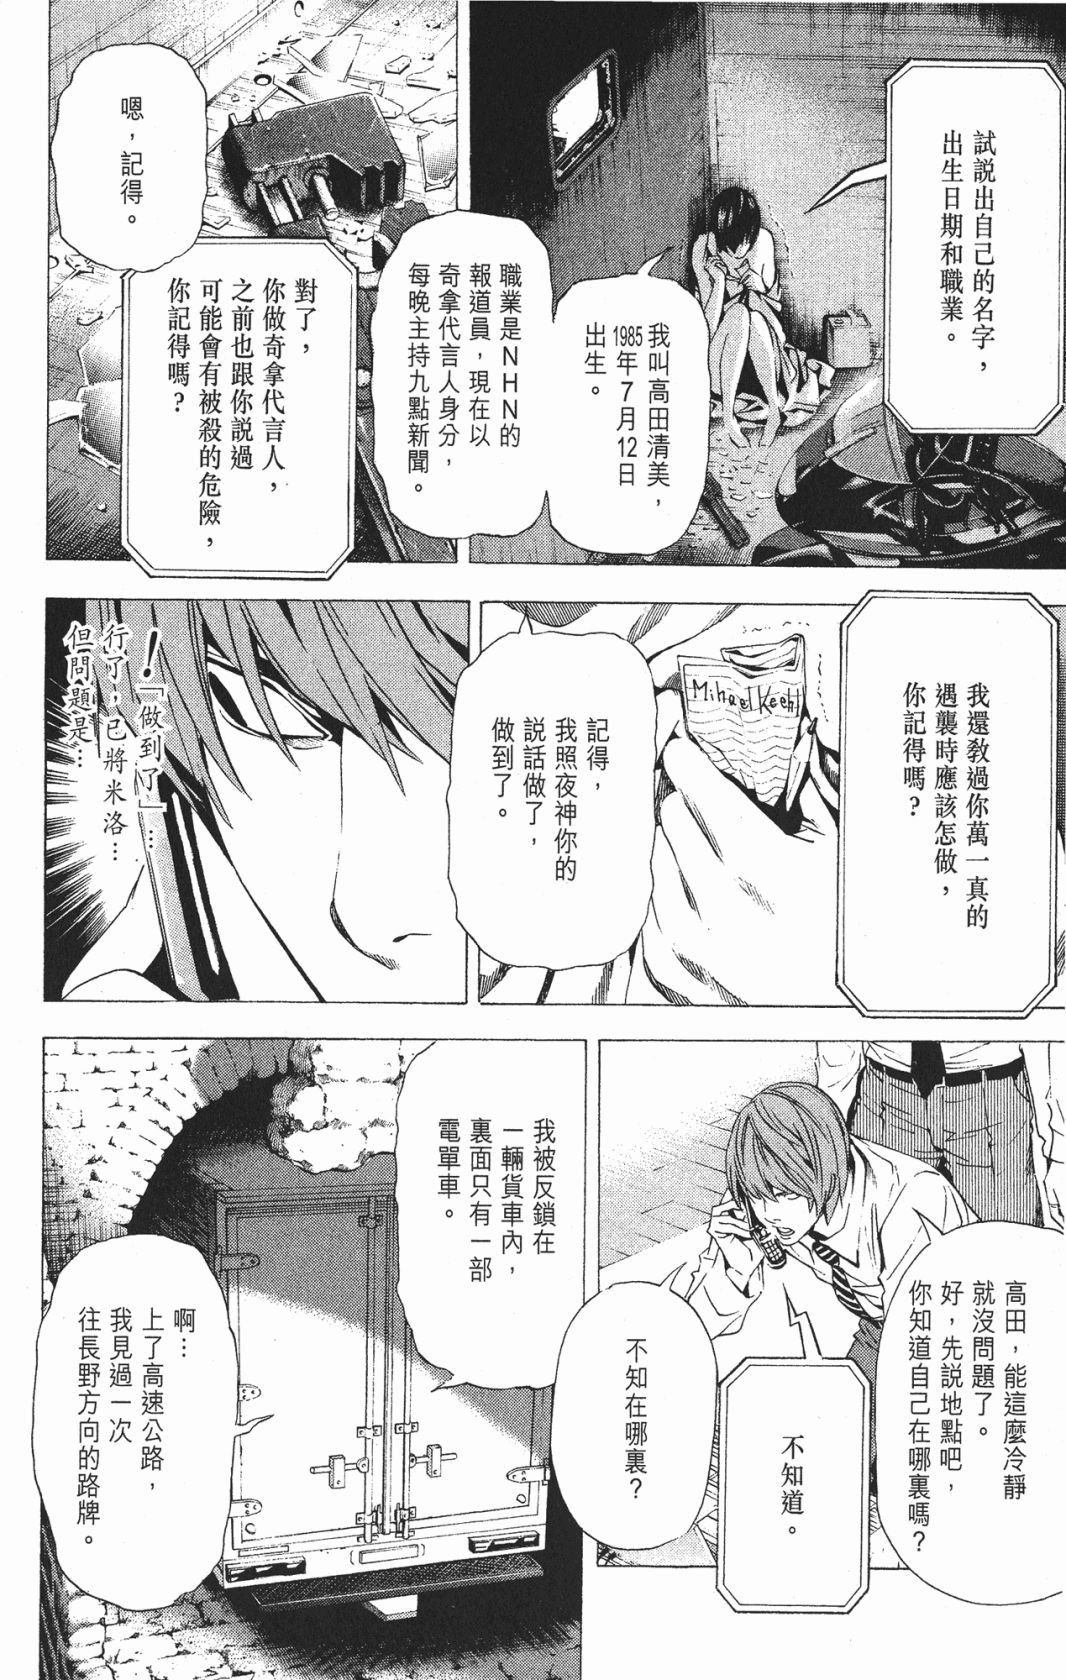 試說出自己的名字，
出生日期和職業。
我叫高田清美，
1985年7月12日
出生。
職業是ＮＨＮ的
報道員，現在以
奇拿代言人身分，
每晚主持九點新聞。
對了，
你做奇拿代言人，
之前也跟你說過
可能會有被殺的危險，
你記得嗎？
嗯，記得。
我還教過你萬一真的
遇襲時應該怎做，
你記得嗎？
Mihael Keehl
記得，
我照夜神你的
說話做了，
做到了。
！「做到了」…
行了，已將米洛…
但問題是…
高田，能這麼冷靜
就沒問題了。
好，先說地點吧，
你知道自己在哪裏嗎？
不知道。
不知在哪裏？
我被反鎖在
一輛貨車內，
裏面只有一部
電單車。
啊…
上了高速公路，
我見過一次
往長野方向的路牌。